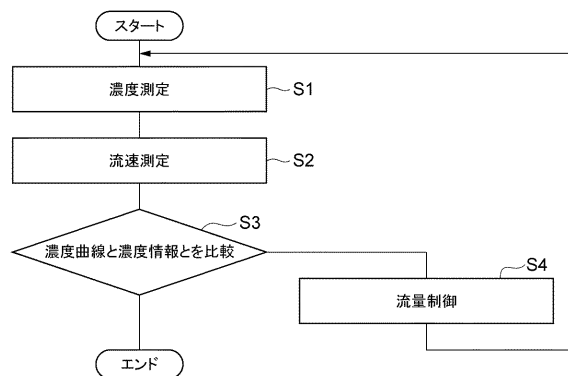 スタート
濃度測定
S1
流速測定
S2
S3
濃度曲線と濃度情報とを比較
S4
流量制御
エンド